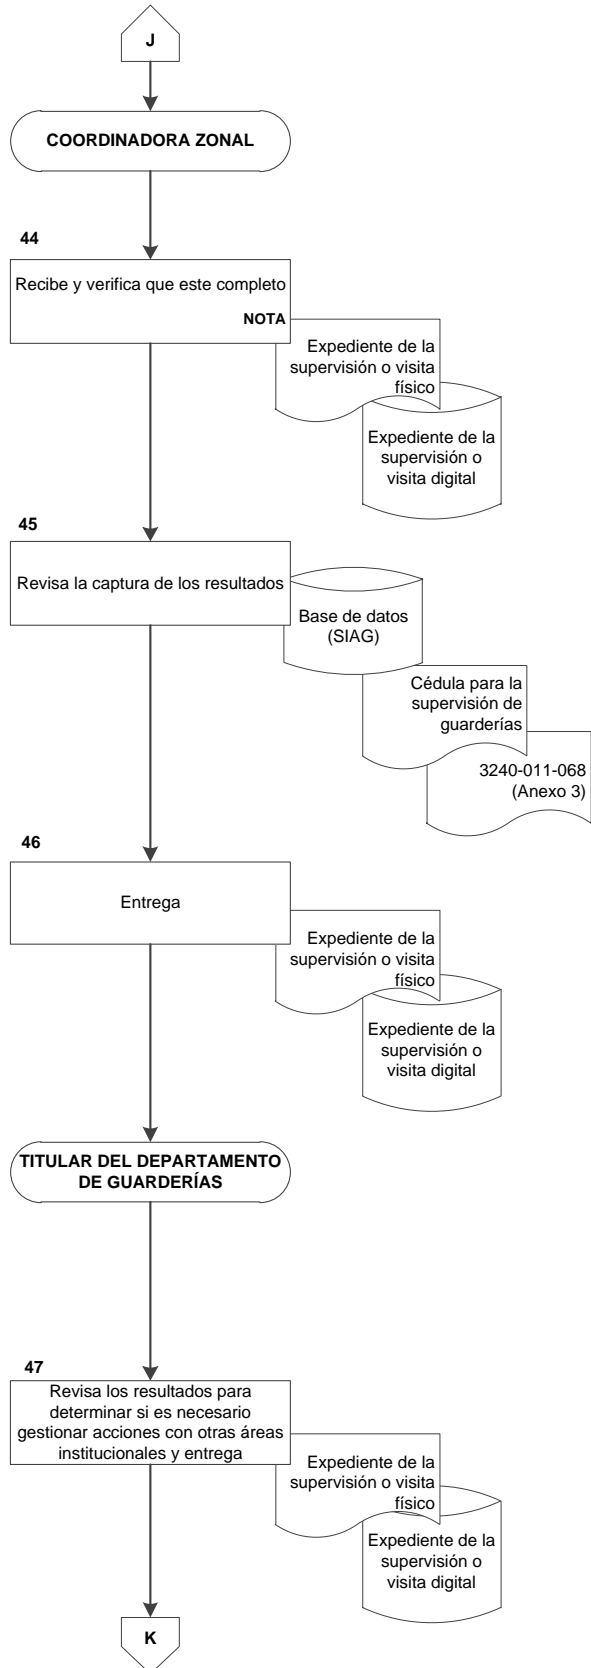 J
COORDINADORA ZONAL
44
Recibe y verifica que este completo
NOTA
Expediente de la
supervisión o visita
físico
Expediente de la
supervisión o
visita digital
45
Revisa la captura de los resultados
Base de datos
(SIAG)
Cédula para la
supervisión de
guarderías
3240-011-068
(Anexo 3)
46
Entrega
Expediente de la
supervisión o visita
físico
Expediente de la
supervisión o
visita digital
TITULAR DEL DEPARTAMENTO
DE GUARDERÍAS
47
Revisa los resultados para
determinar si es necesario
gestionar acciones con otras áreas
institucionales y entrega
Expediente de la
supervisión o visita
físico
Expediente de la
supervisión o
visita digital
K